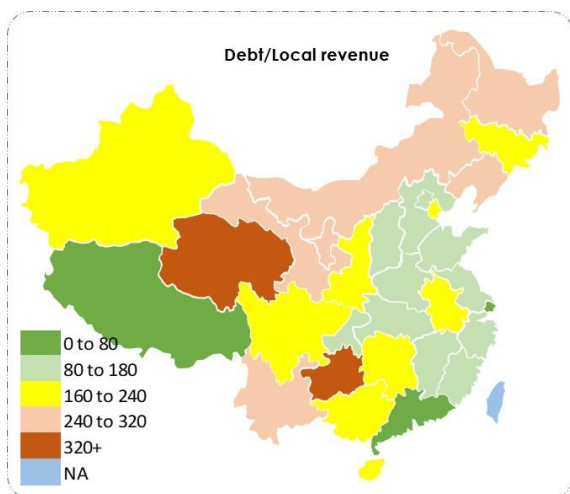 Debt/Local revenue
0 to 80
80 to 180
160 to 240
240 to 320
320+
NA